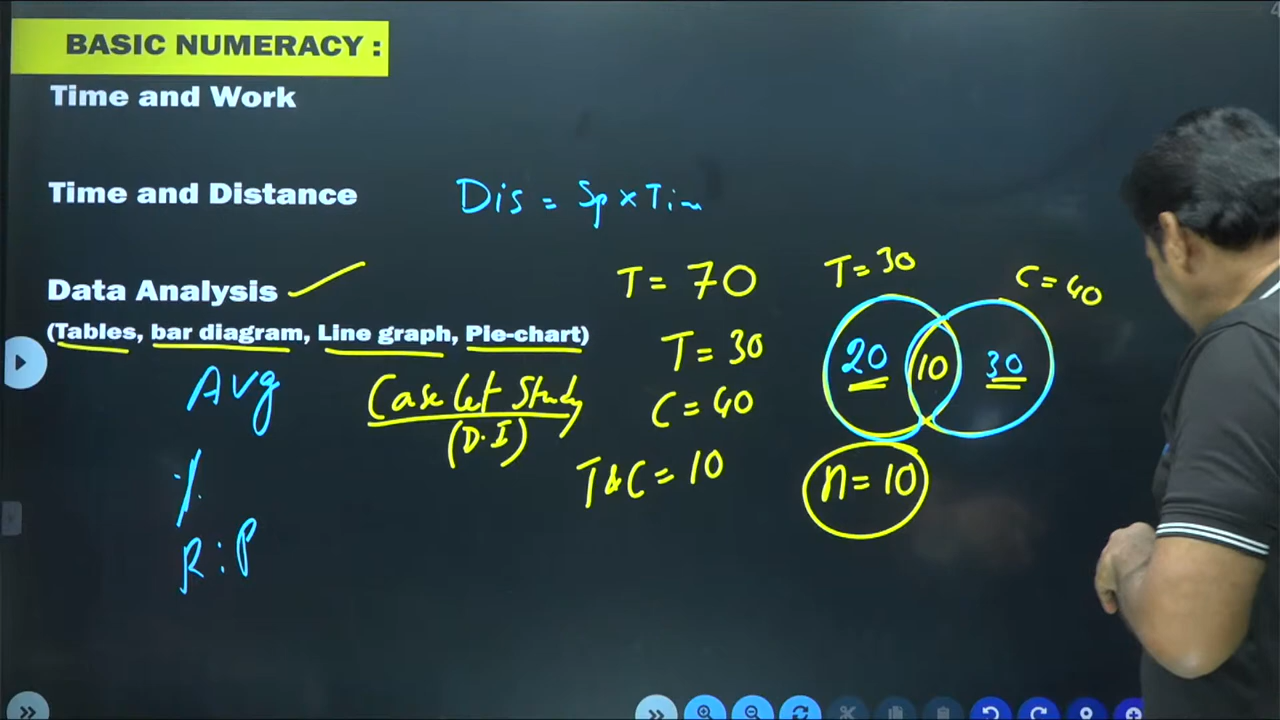 BASIC NUMERACY :
Time and Work
Time and Distance
Dis = Sp × Tim
Data Analysis
(Tables, bar diagram, Line graph, Pie-chart)
Avg
%
R : P
Case let Study
(D.I)
T = 70
T = 30
C = 40
T & C = 10
T = 30
C = 40
20
10
30
n = 10